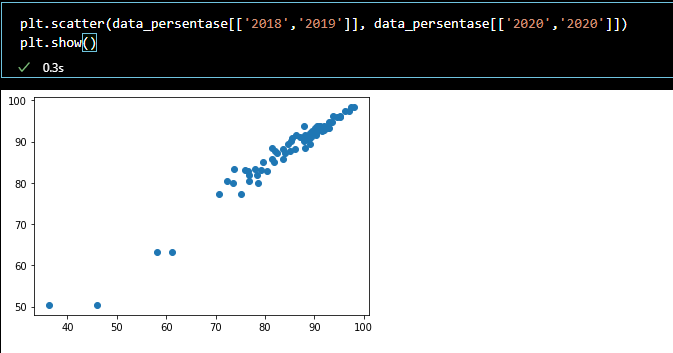 plt.scatter(data_persentase[['2018','2019']], data_persentase[['2020','2020']])
plt.show()
✓ 0.3s
100
90
80
70
60
50
40 50 60 70 80 90 100